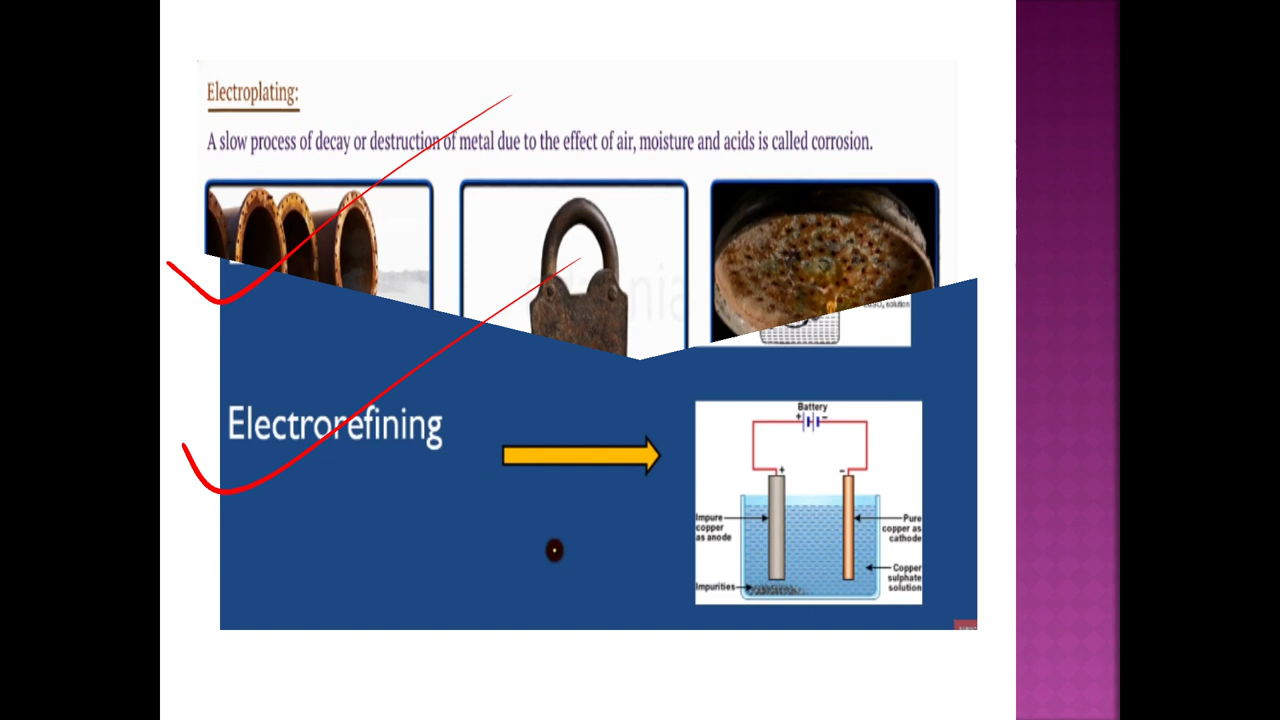 Electroplating:
A slow process of decay or destruction of metal due to the effect of air, moisture and acids is called corrosion.
solution
Electrorefining
Battery
+ −
+ −
Impure
copper
as anode
Pure
copper as
cathode
Copper
sulphate
solution
Impurities